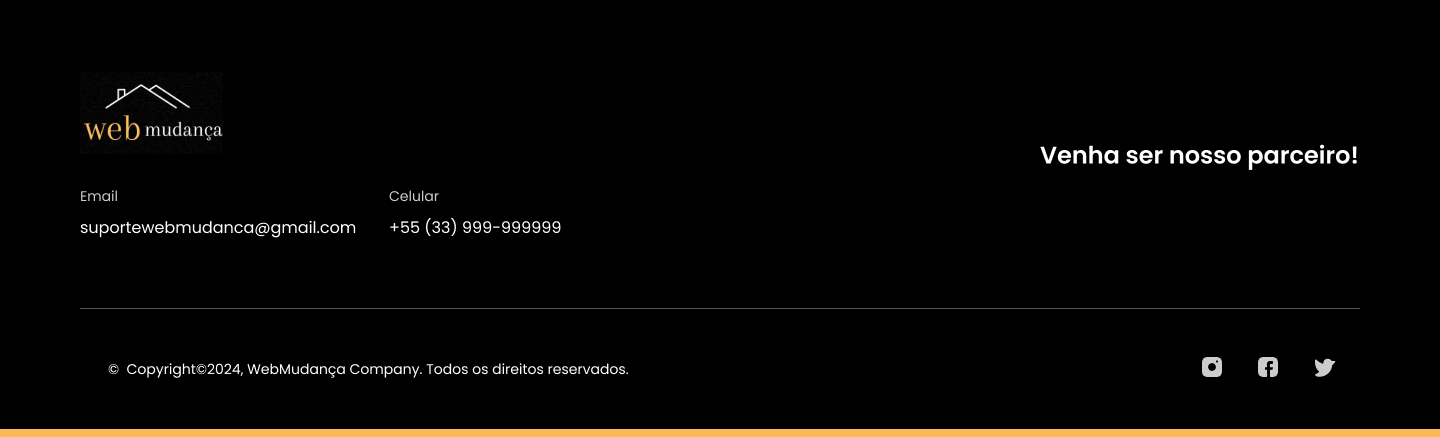 web mudança
Venha ser nosso parceiro!
Email
Celular
suportewebmudanca@gmail.com
+55 (33) 999-999999
© Copyright©2024, WebMudança Company. Todos os direitos reservados.